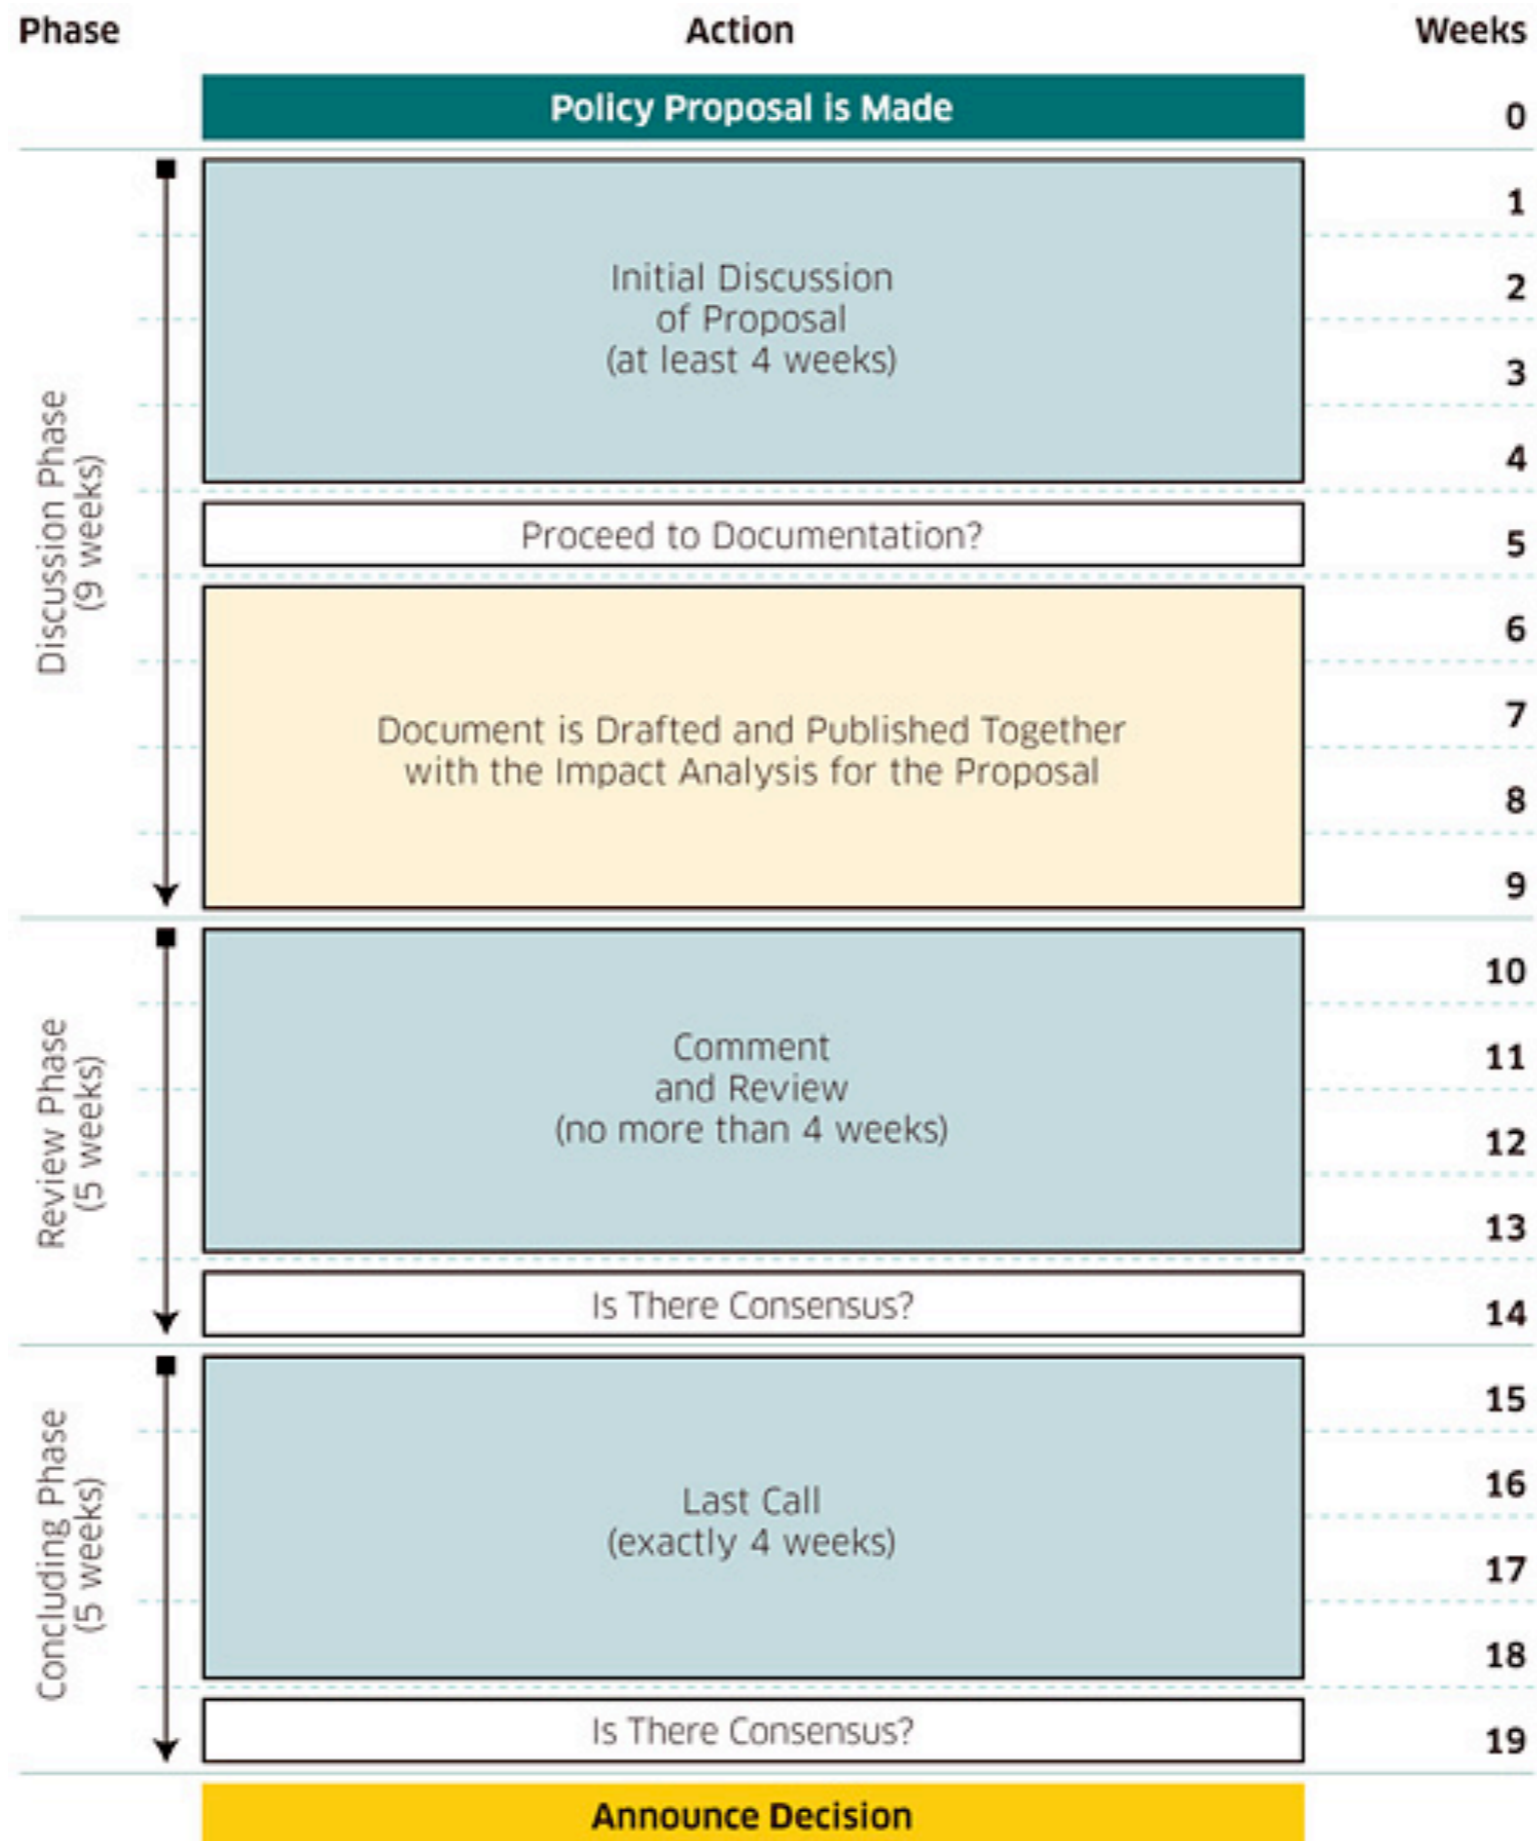 Phase Action Weeks
Policy Proposal is Made 0
Discussion Phase
(9 weeks)
1
Initial Discussion
of Proposal
(at least 4 weeks)
2
3
4
Proceed to Documentation? 5
6
Document is Drafted and Published Together
with the Impact Analysis for the Proposal
7
8
9
Review Phase
(5 weeks)
10
Comment
and Review
(no more than 4 weeks)
11
12
13
Is There Consensus? 14
Concluding Phase
(5 weeks)
15
Last Call
(exactly 4 weeks)
16
17
18
Is There Consensus? 19
Announce Decision